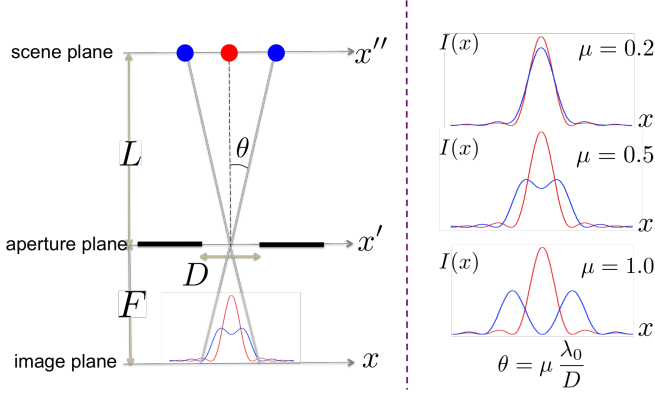 scene plane
x''
L
θ
aperture plane
x'
D
F
image plane
x
I(x)
μ = 0.2
x
I(x)
μ = 0.5
x
I(x)
μ = 1.0
x
θ = μ λ₀/D